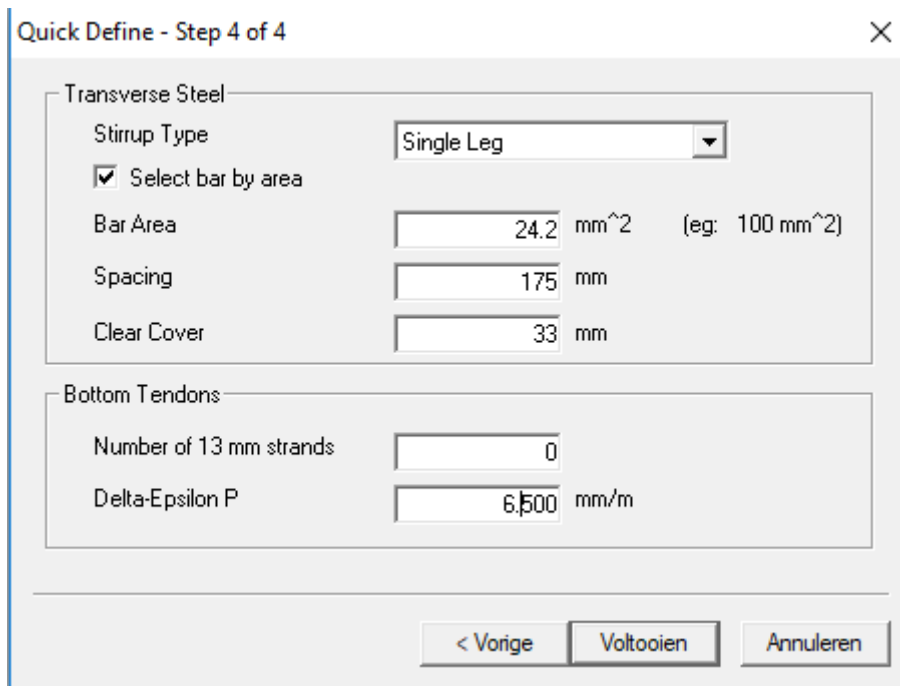 Quick Define - Step 4 of 4
Transverse Steel
Stirrup Type Single Leg
Select bar by area
Bar Area 24.2 mm^2 (eg: 100 mm^2)
Spacing 175 mm
Clear Cover 33 mm
Bottom Tendons
Number of 13 mm strands 0
Delta-Epsilon P 6.500 mm/m
< Vorige Voltooien Annuleren